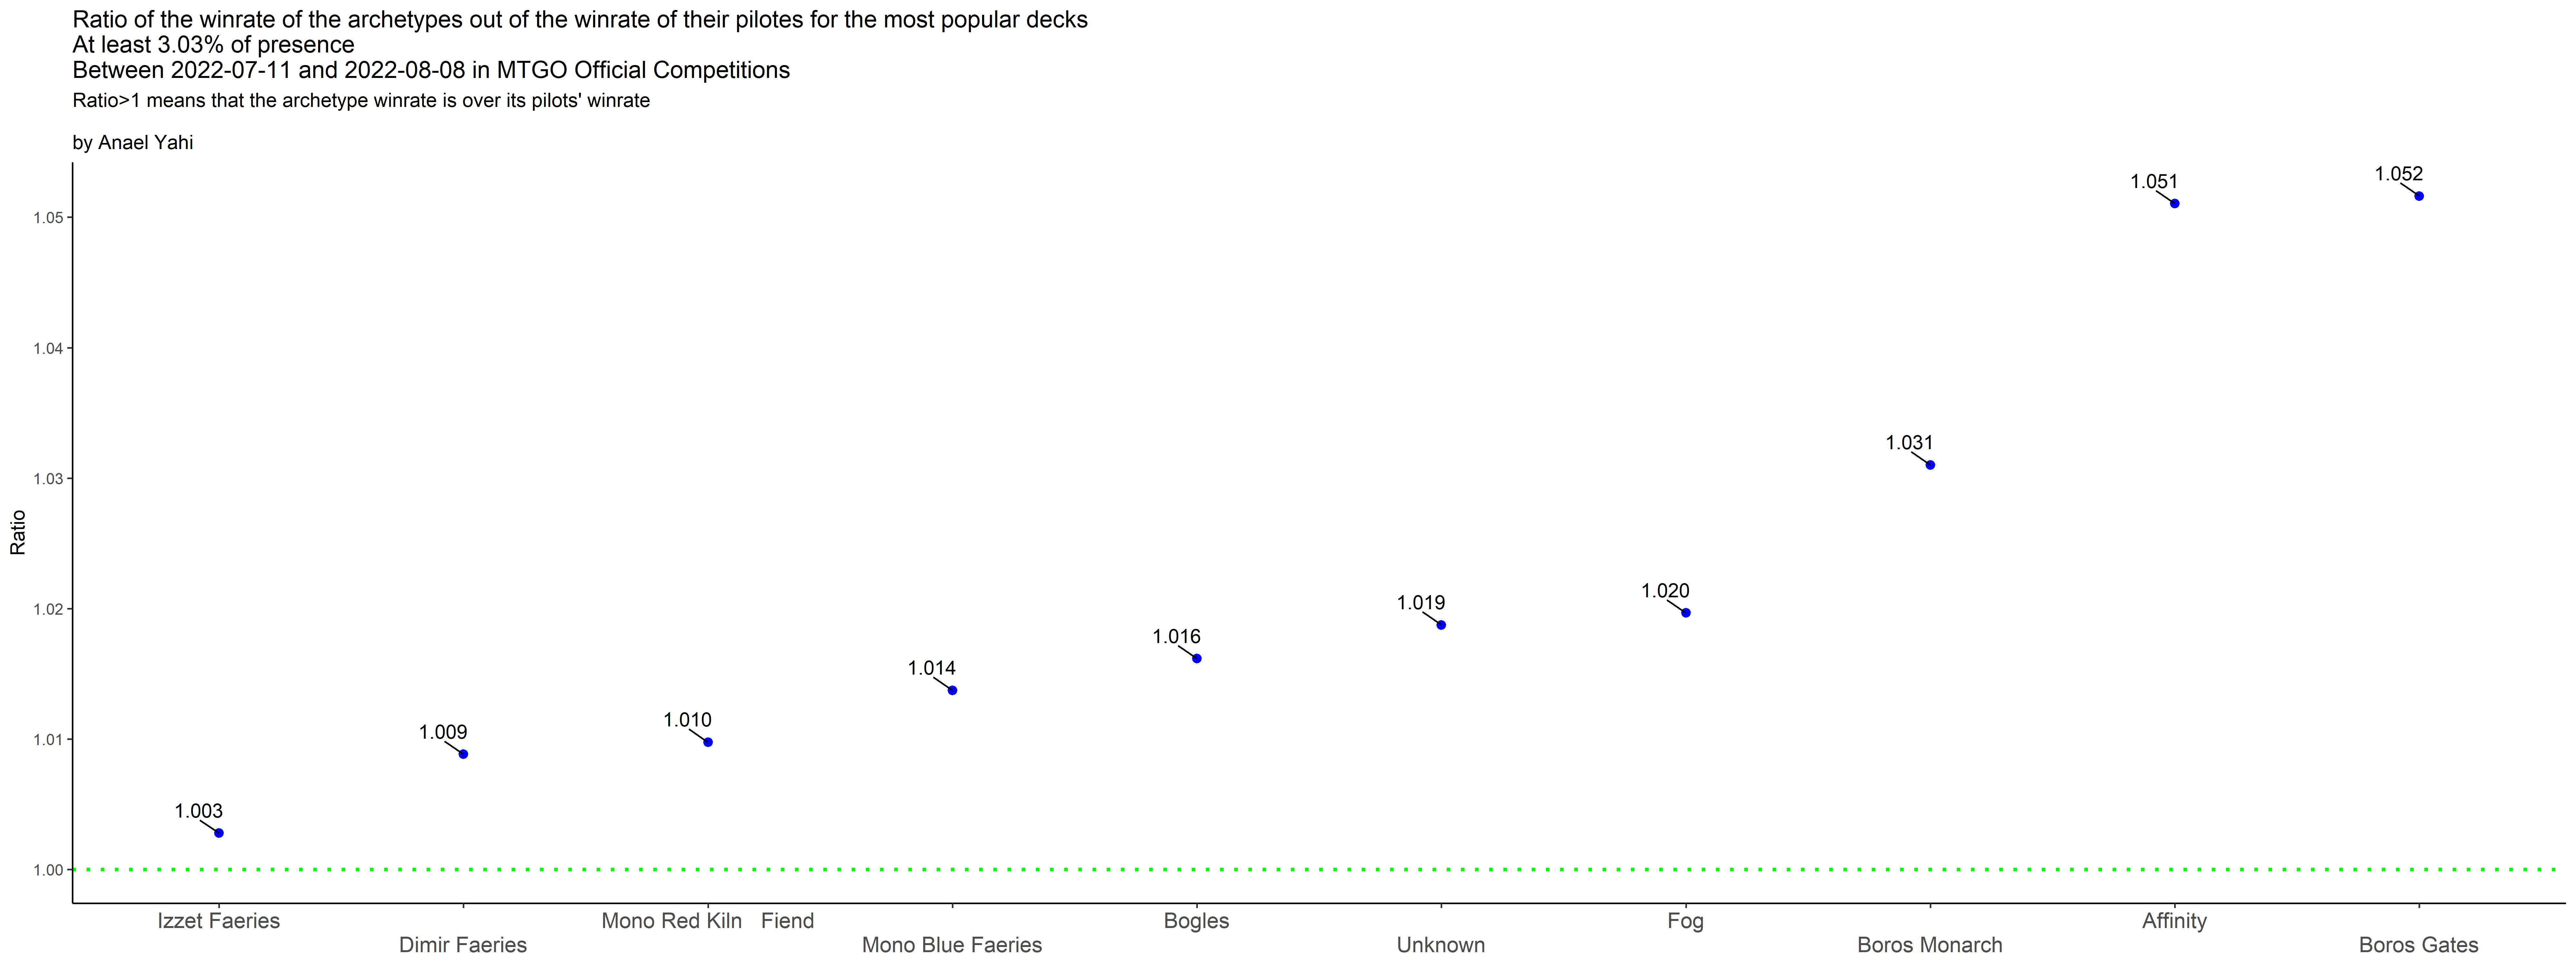 Ratio of the winrate of the archetypes out of the winrate of their pilotes for the most popular decks
At least 3.03% of presence
Between 2022-07-11 and 2022-08-08 in MTGO Official Competitions
Ratio>1 means that the archetype winrate is over its pilots' winrate
by Anael Yahi
Ratio
1.05
1.04
1.03
1.02
1.01
1.00
1.003
1.009
1.010
1.014
1.016
1.019
1.020
1.031
1.051
1.052
Izzet Faeries
Dimir Faeries
Mono Red Kiln Fiend
Mono Blue Faeries
Bogles
Unknown
Fog
Boros Monarch
Affinity
Boros Gates